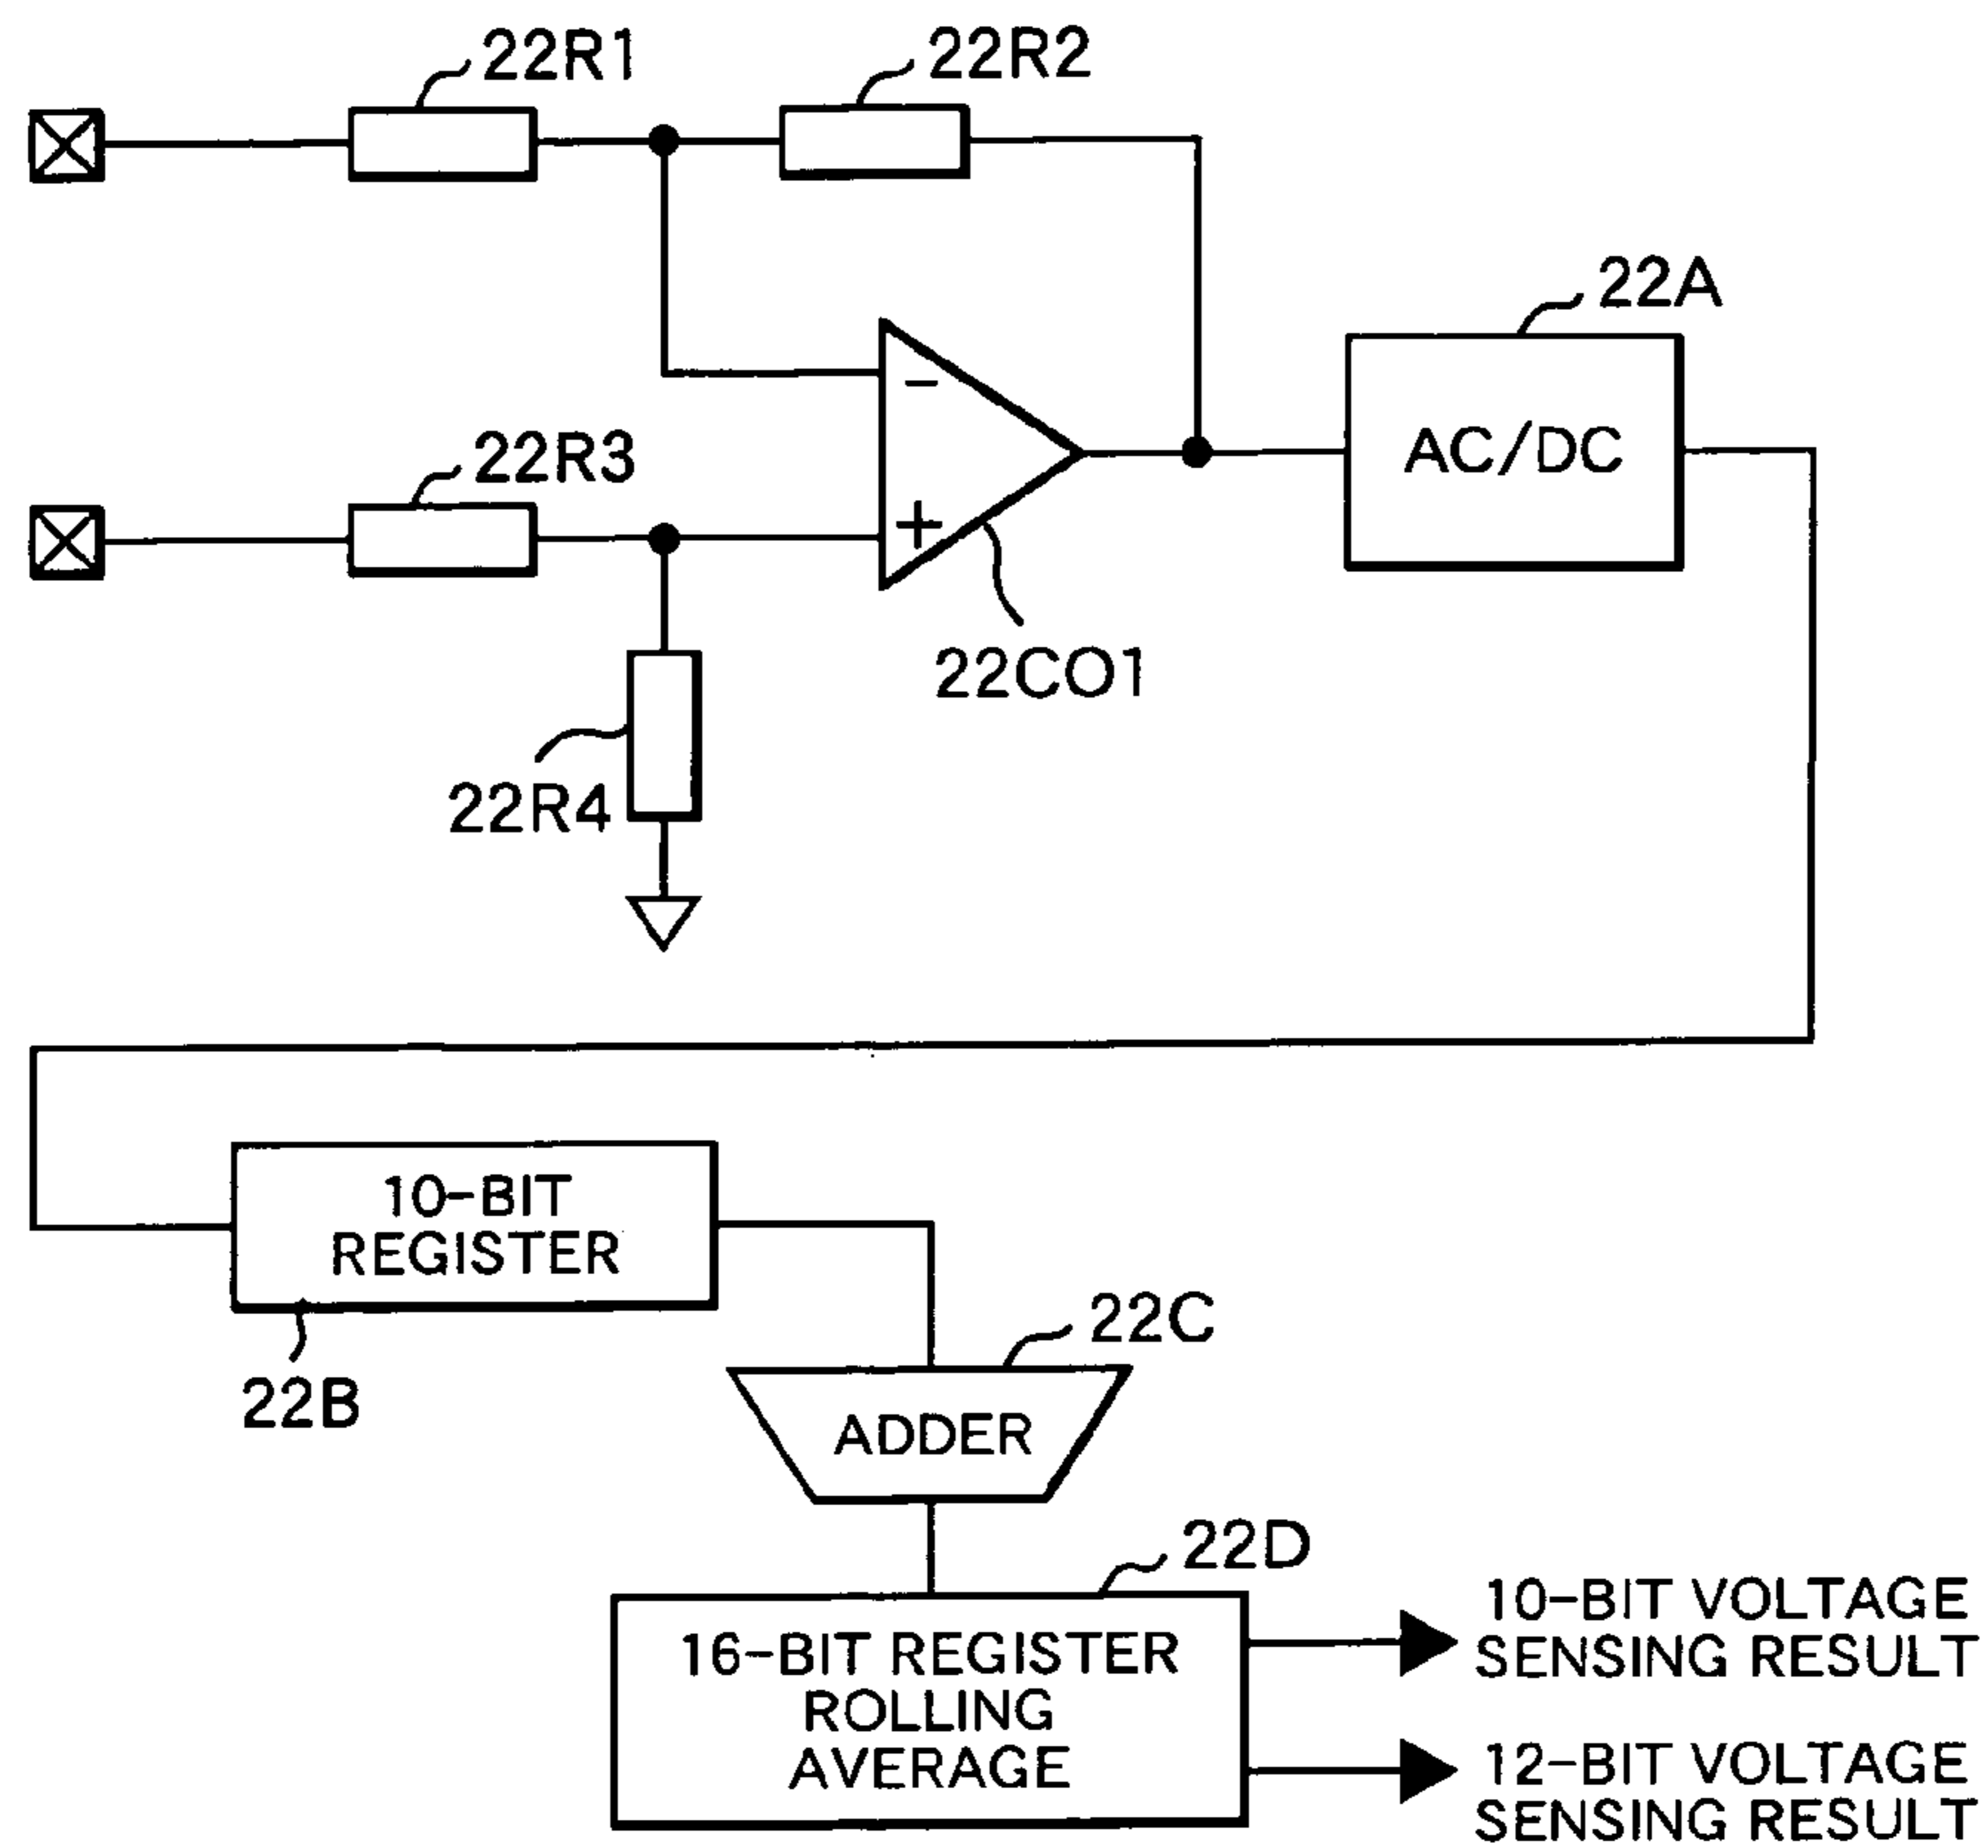 22R1
22R2
22A
AC/DC
22R3
−
+
22CO1
22R4
10-BIT
REGISTER
22B
22C
ADDER
22D
16-BIT REGISTER
ROLLING
AVERAGE
10-BIT VOLTAGE
SENSING RESULT
12-BIT VOLTAGE
SENSING RESULT